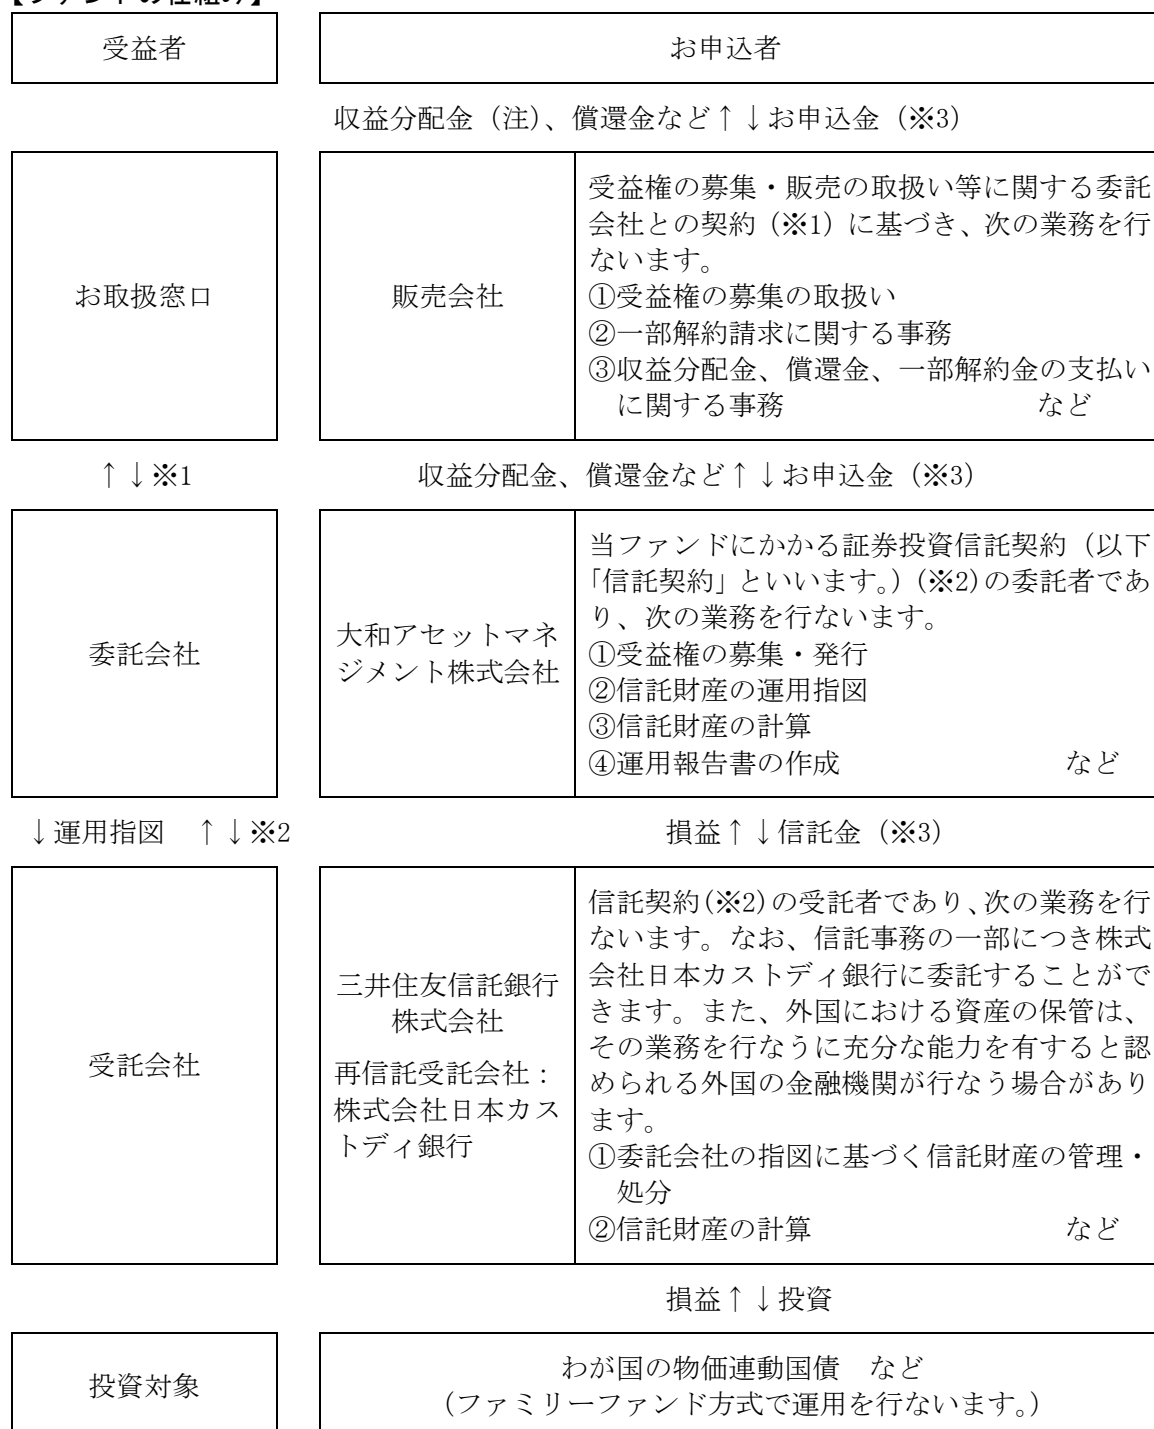 【ファンドの仕組み】
受益者
お申込者
収益分配金(注)、償還金など↑↓お申込金(※3)
お取扱窓口
販売会社
受益権の募集・販売の取扱い等に関する委託
会社との契約(※1)に基づき、次の業務を行
ないます。
①受益権の募集の取扱い
②一部解約請求に関する事務
③収益分配金、償還金、一部解約金の支払い
に関する事務 など
↑↓※1
収益分配金、償還金など↑↓お申込金(※3)
委託会社
大和アセットマネ
ジメント株式会社
当ファンドにかかる証券投資信託契約(以下
「信託契約」といいます。)(※2)の委託者であ
り、次の業務を行ないます。
①受益権の募集・発行
②信託財産の運用指図
③信託財産の計算
④運用報告書の作成 など
↓運用指図 ↑↓※2
損益↑↓信託金(※3)
受託会社
三井住友信託銀行
株式会社
再信託受託会社:
株式会社日本カス
トディ銀行
信託契約(※2)の受託者であり、次の業務を行
ないます。なお、信託事務の一部につき株式
会社日本カストディ銀行に委託することがで
きます。また、外国における資産の保管は、
その業務を行なうに充分な能力を有すると認
められる外国の金融機関が行なう場合があり
ます。
①委託会社の指図に基づく信託財産の管理・
処分
②信託財産の計算 など
損益↑↓投資
投資対象
わが国の物価連動国債 など
(ファミリーファンド方式で運用を行ないます。)